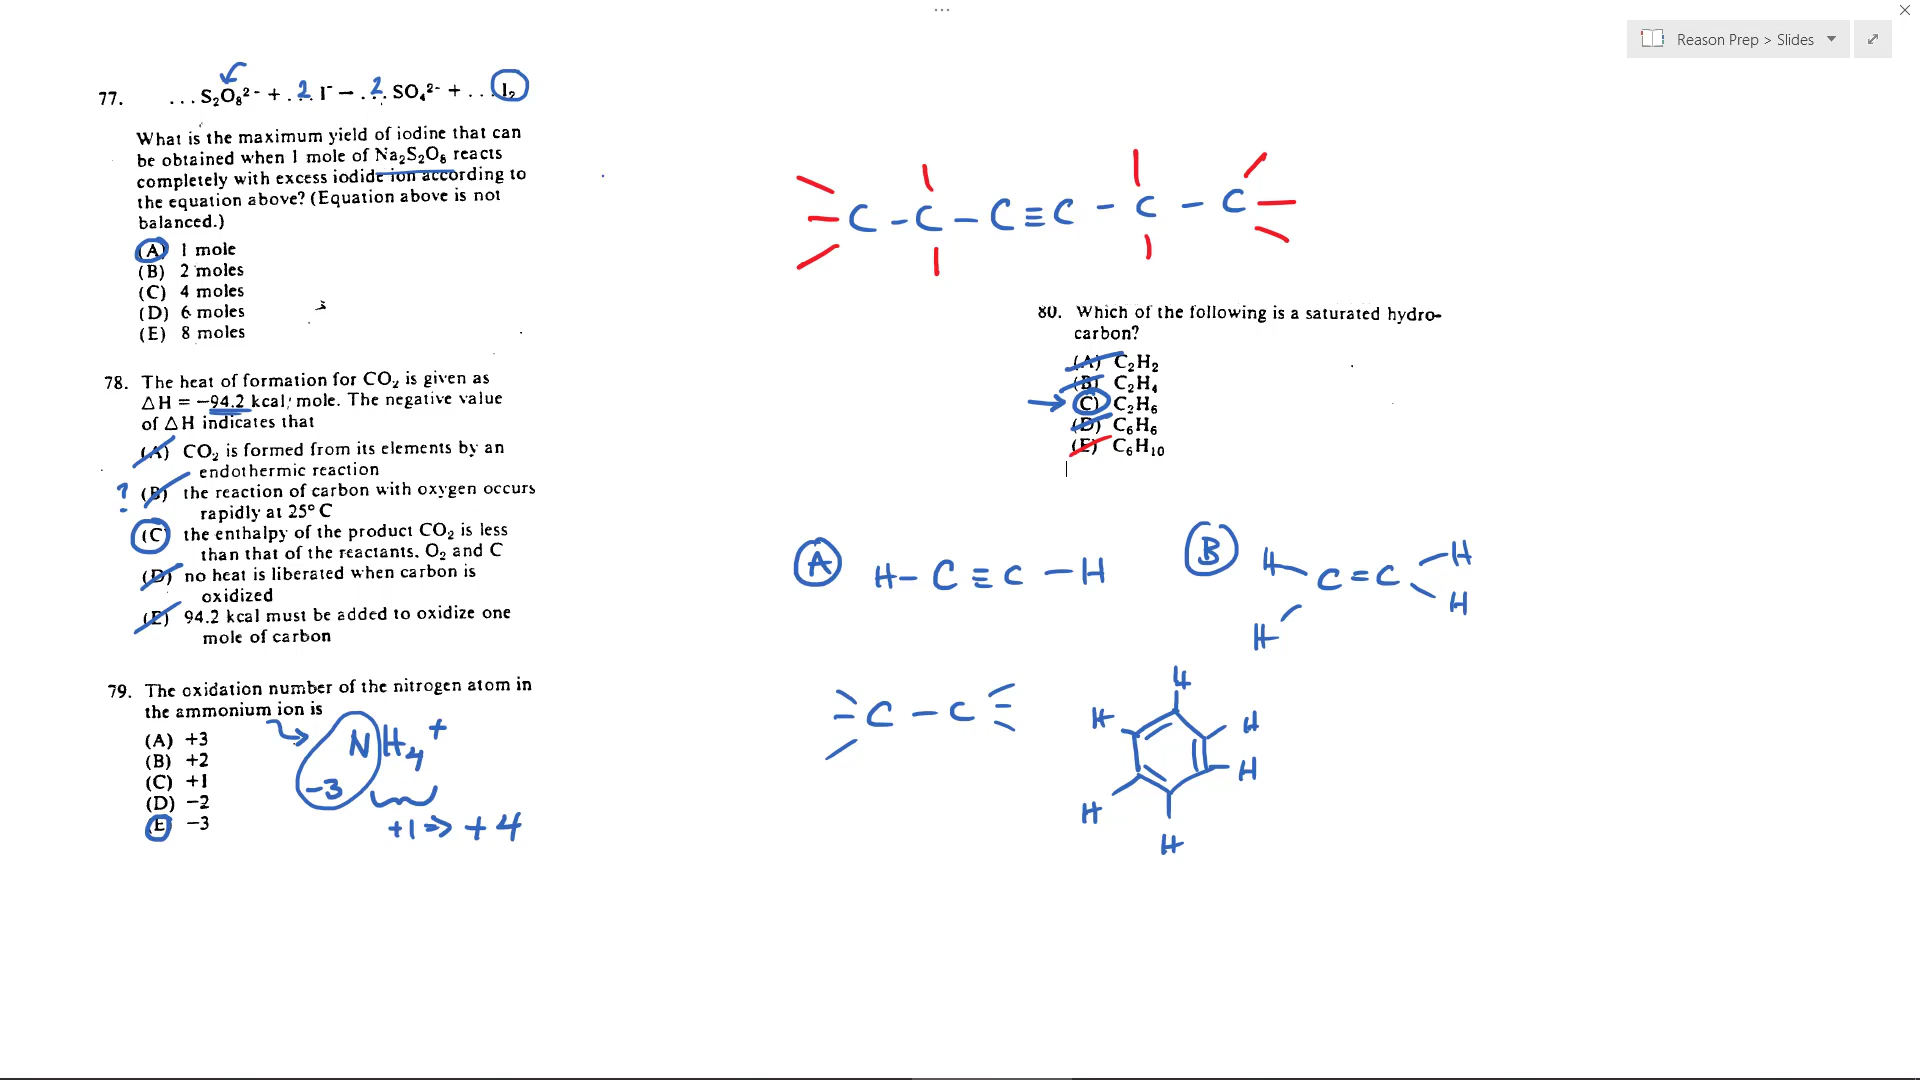 Reason Prep > Slides
77. ...S₂O₈²⁻ + .2. I⁻ — .2. SO₄²⁻ + ... I₂
What is the maximum yield of iodine that can
be obtained when 1 mole of Na₂S₂O₈ reacts
completely with excess iodide ion according to
the equation above? (Equation above is not
balanced.)
(A) 1 mole
(B) 2 moles
(C) 4 moles
(D) 6 moles
(E) 8 moles
78. The heat of formation for CO₂ is given as
△H = −94.2 kcal/mole. The negative value
of △H indicates that
(A) CO₂ is formed from its elements by an
endothermic reaction
? (B) the reaction of carbon with oxygen occurs
rapidly at 25° C
(C) the enthalpy of the product CO₂ is less
than that of the reactants, O₂ and C
(D) no heat is liberated when carbon is
oxidized
(E) 94.2 kcal must be added to oxidize one
mole of carbon
79. The oxidation number of the nitrogen atom in
the ammonium ion is
(A) +3
(B) +2
(C) +1
(D) −2
(E) −3
NH₄⁺
−3
+1 ⇒ +4
C – C – C ≡ C – C – C
80. Which of the following is a saturated hydro-
carbon?
(A) C₂H₂
(B) C₂H₄
→ (C) C₂H₆
(D) C₆H₆
(E) C₆H₁₀
A H – C ≡ C – H
B H C = C H
H H
C – C
H
H H
H
H
H